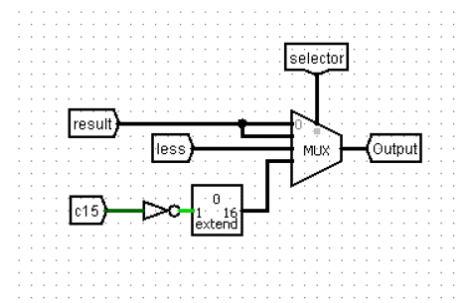 selector
result
0
less
MUX
Output
c15
0
1 16
extend